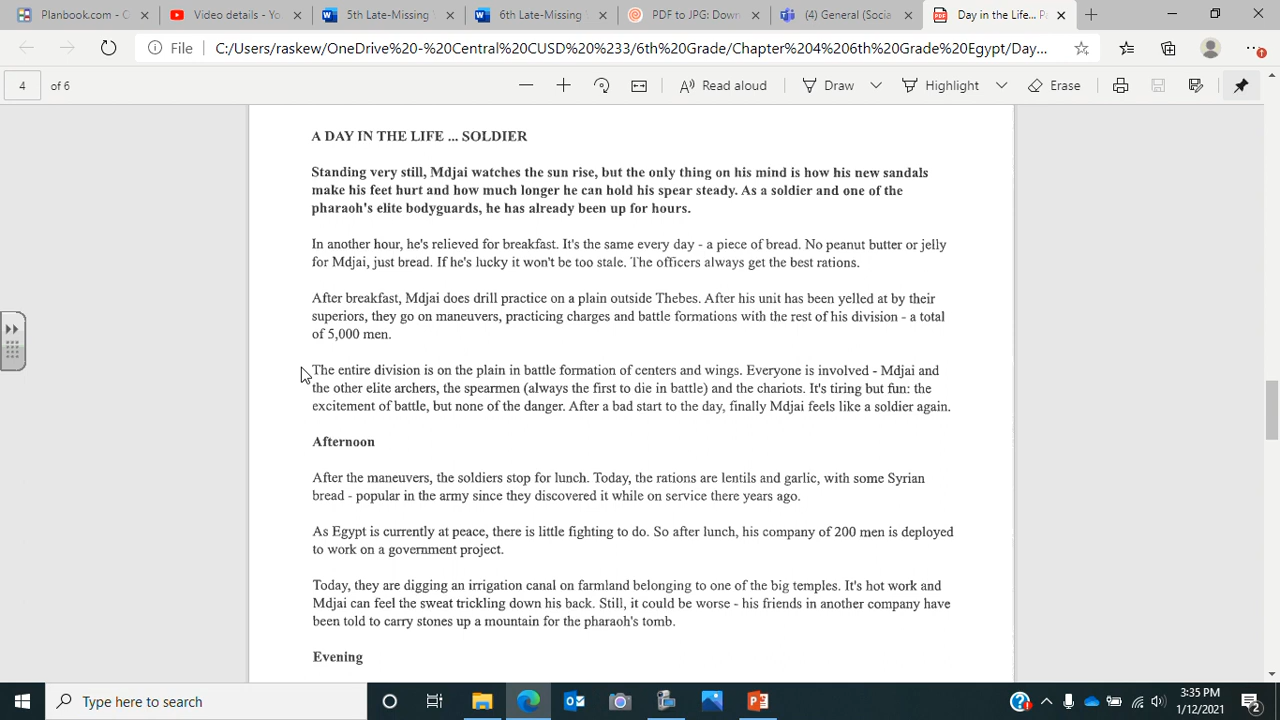 Planbook.com - C
Video details - Yo
5th Late-Missing
6th Late-Missing
PDF to JPG: Down
(4) General (Socia
Day in the Life... P
File
C:/Users/raskew/OneDrive%20-%20Central%20CUSD%20%233/6th%20Grade/Chapter%204%206th%20Grade%20Egypt/Day...
4 of 6
Read aloud
Draw
Highlight
Erase
A DAY IN THE LIFE ... SOLDIER
Standing very still, Mdjai watches the sun rise, but the only thing on his mind is how his new sandals
make his feet hurt and how much longer he can hold his spear steady. As a soldier and one of the
pharaoh's elite bodyguards, he has already been up for hours.
In another hour, he's relieved for breakfast. It's the same every day - a piece of bread. No peanut butter or jelly
for Mdjai, just bread. If he's lucky it won't be too stale. The officers always get the best rations.
After breakfast, Mdjai does drill practice on a plain outside Thebes. After his unit has been yelled at by their
superiors, they go on maneuvers, practicing charges and battle formations with the rest of his division - a total
of 5,000 men.
The entire division is on the plain in battle formation of centers and wings. Everyone is involved - Mdjai and
the other elite archers, the spearmen (always the first to die in battle) and the chariots. It's tiring but fun: the
excitement of battle, but none of the danger. After a bad start to the day, finally Mdjai feels like a soldier again.
Afternoon
After the maneuvers, the soldiers stop for lunch. Today, the rations are lentils and garlic, with some Syrian
bread - popular in the army since they discovered it while on service there years ago.
As Egypt is currently at peace, there is little fighting to do. So after lunch, his company of 200 men is deployed
to work on a government project.
Today, they are digging an irrigation canal on farmland belonging to one of the big temples. It's hot work and
Mdjai can feel the sweat trickling down his back. Still, it could be worse - his friends in another company have
been told to carry stones up a mountain for the pharaoh's tomb.
Evening
Type here to search
3:35 PM
1/12/2021
2